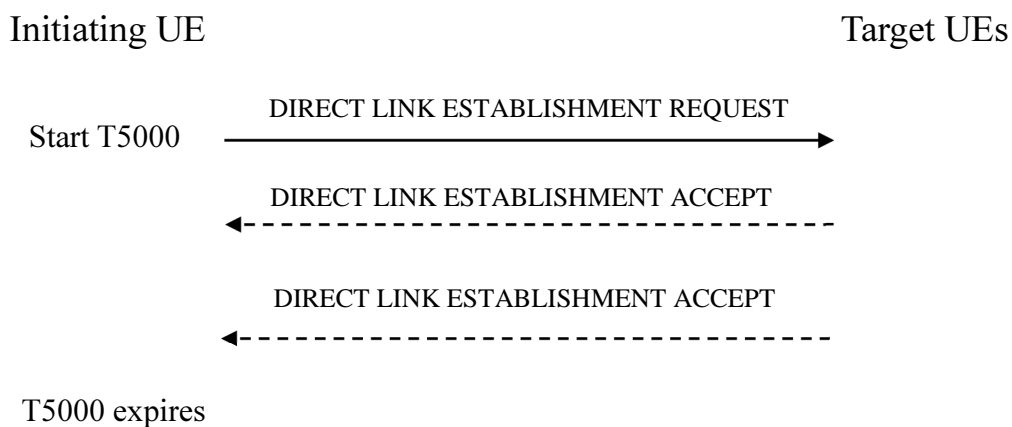 Initiating UE
Target UEs
DIRECT LINK ESTABLISHMENT REQUEST
Start T5000
DIRECT LINK ESTABLISHMENT ACCEPT
DIRECT LINK ESTABLISHMENT ACCEPT
T5000 expires